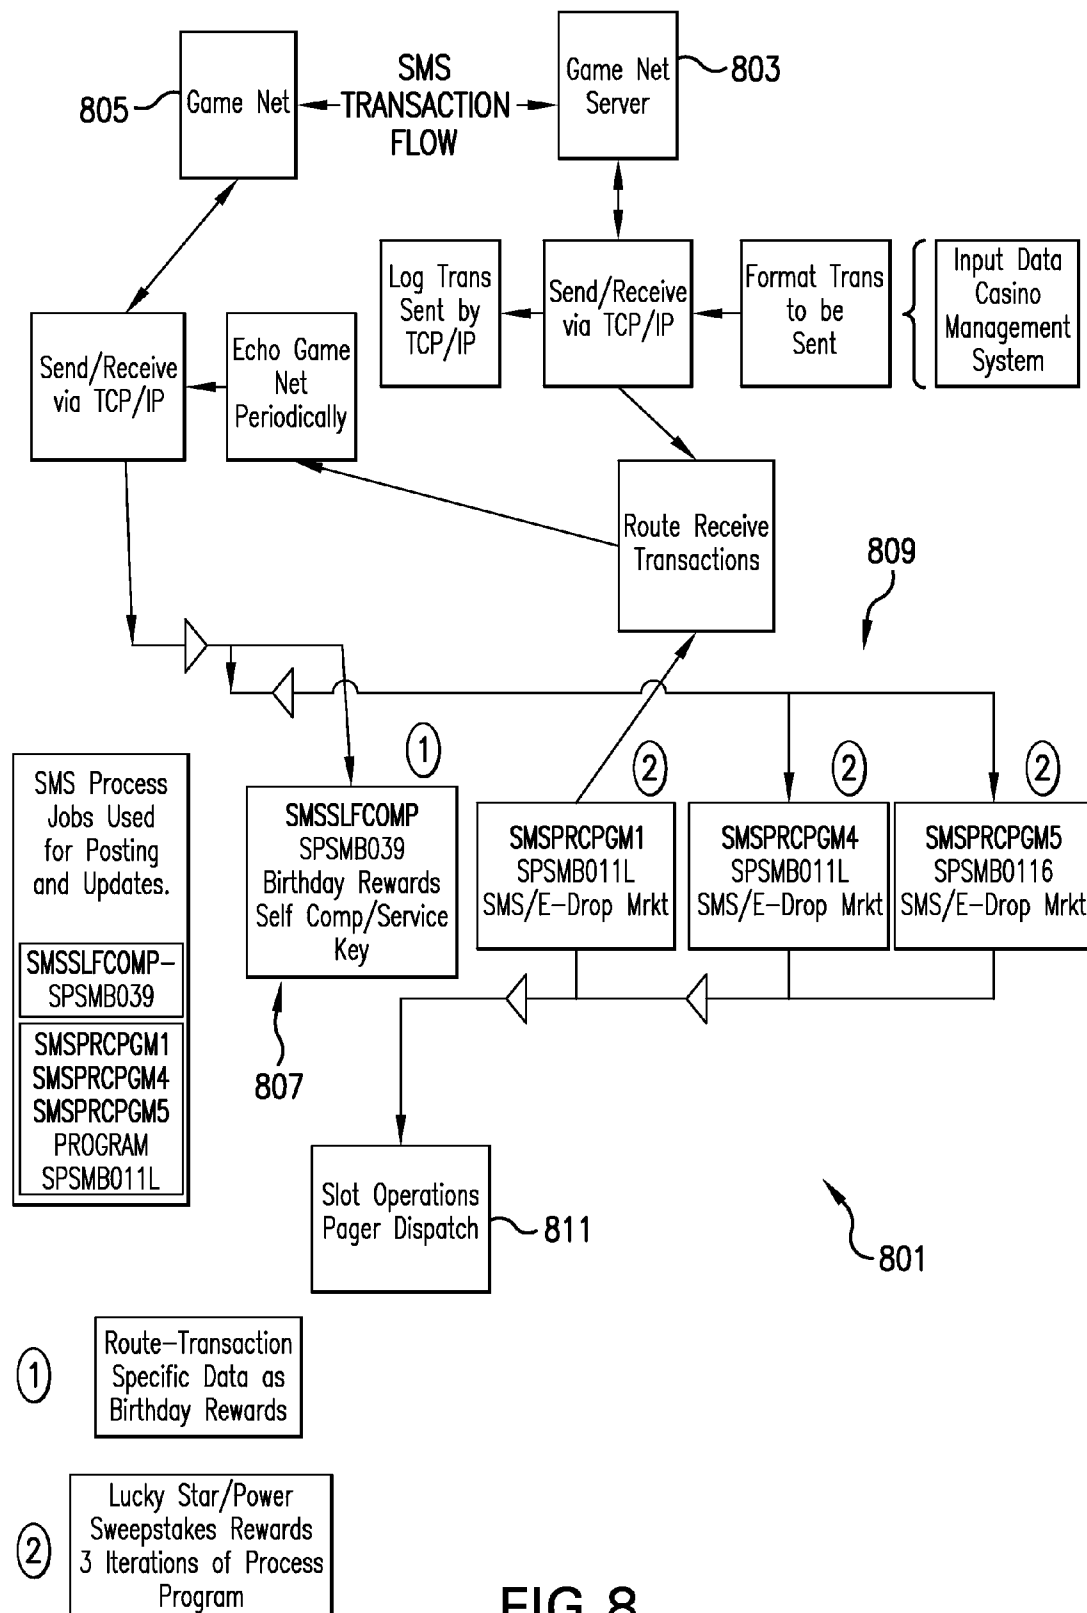 805
Game Net
SMS
TRANSACTION
FLOW
Game Net
Server
803
Log Trans
Sent by
TCP/IP
Send/Receive
via TCP/IP
Format Trans
to be
Sent
Input Data
Casino
Management
System
Send/Receive
via TCP/IP
Echo Game
Net
Periodically
Route Receive
Transactions
809
SMS Process
Jobs Used
for Posting
and Updates.
SMSSLFCOMP-
SPSMB039
SMSPRCPGM1
SMSPRCPGM4
SMSPRCPGM5
PROGRAM
SPSMB011L
1
SMSSLFCOMP
SPSMB039
Birthday Rewards
Self Comp/Service
Key
807
2
SMSPRCPGM1
SPSMB011L
SMS/E-Drop Mrkt
2
SMSPRCPGM4
SPSMB011L
SMS/E-Drop Mrkt
2
SMSPRCPGM5
SPSMB0116
SMS/E-Drop Mrkt
Slot Operations
Pager Dispatch
811
801
1
Route-Transaction
Specific Data as
Birthday Rewards
2
Lucky Star/Power
Sweepstakes Rewards
3 Iterations of Process
Program
FIG. 8